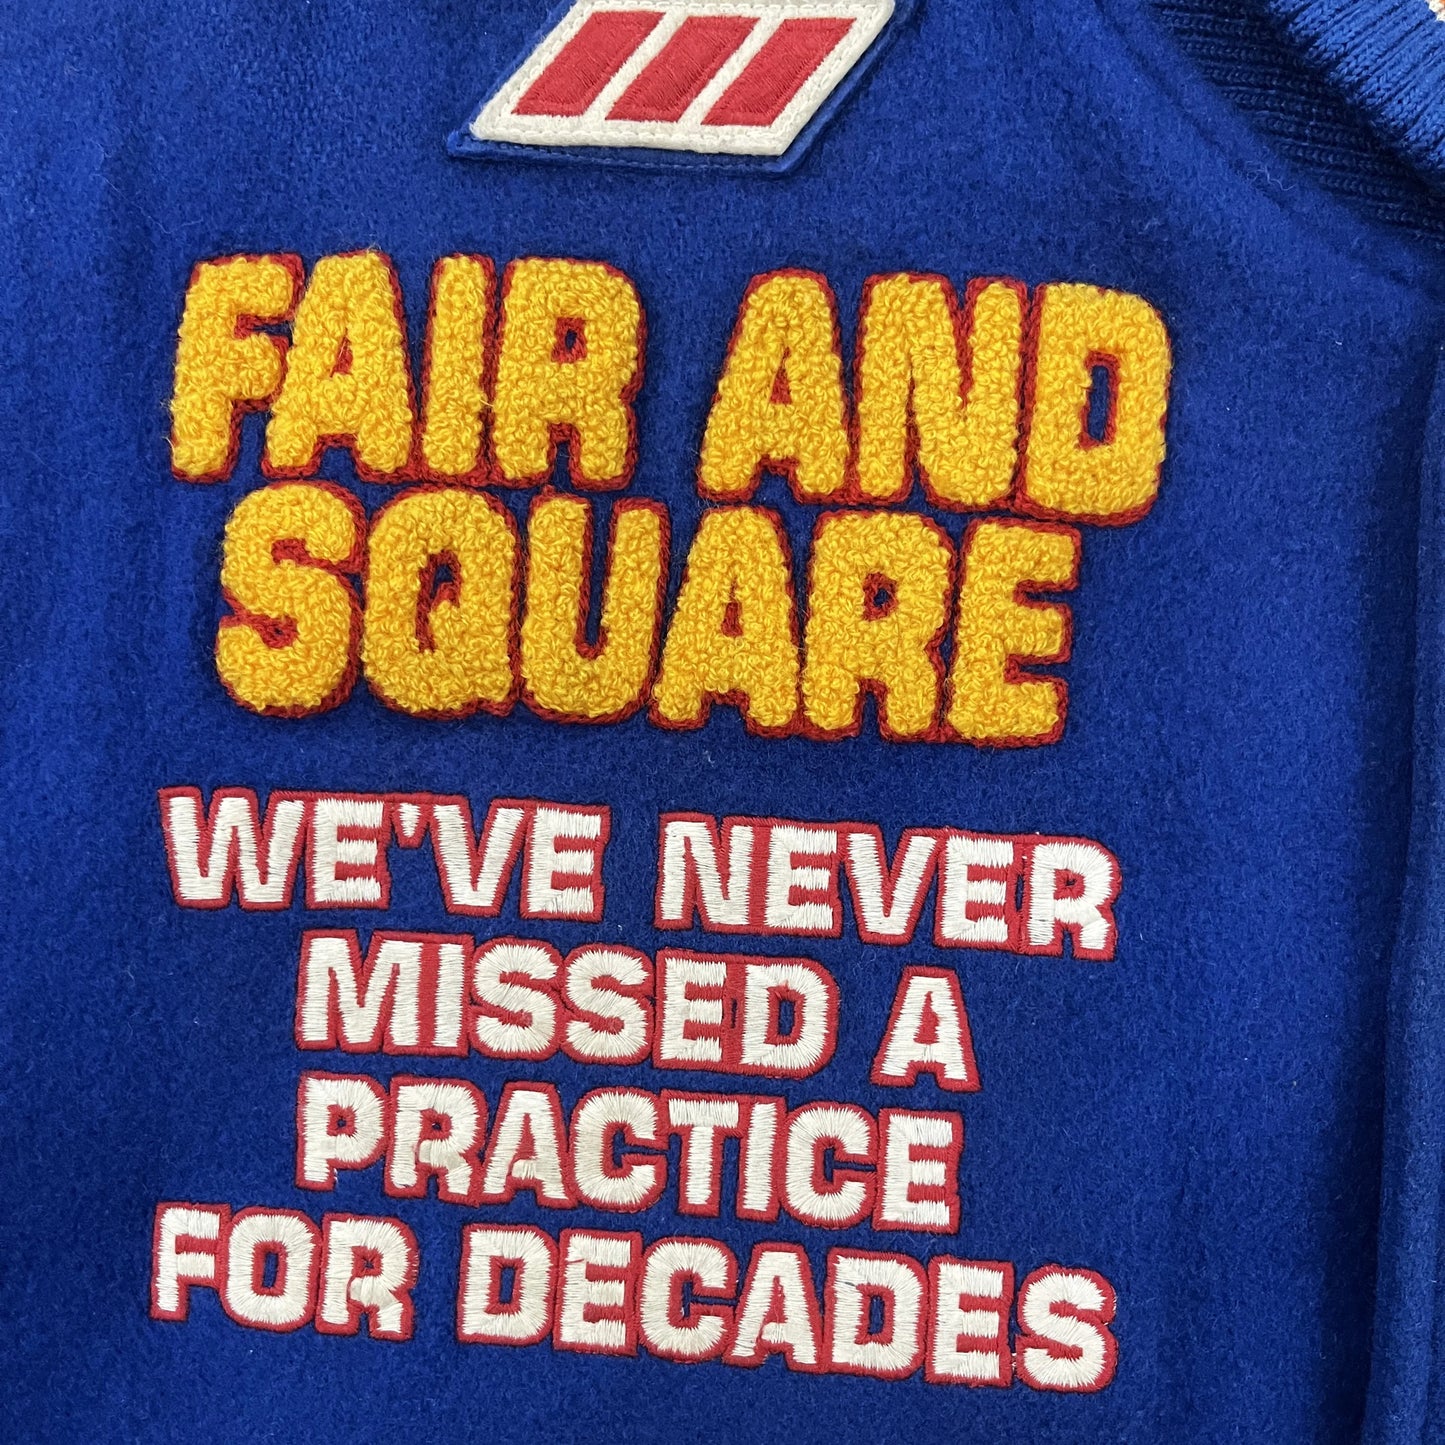 FAIR AND
SQUARE
WE'VE NEVER
MISSED A
PRACTICE
FOR DECADES